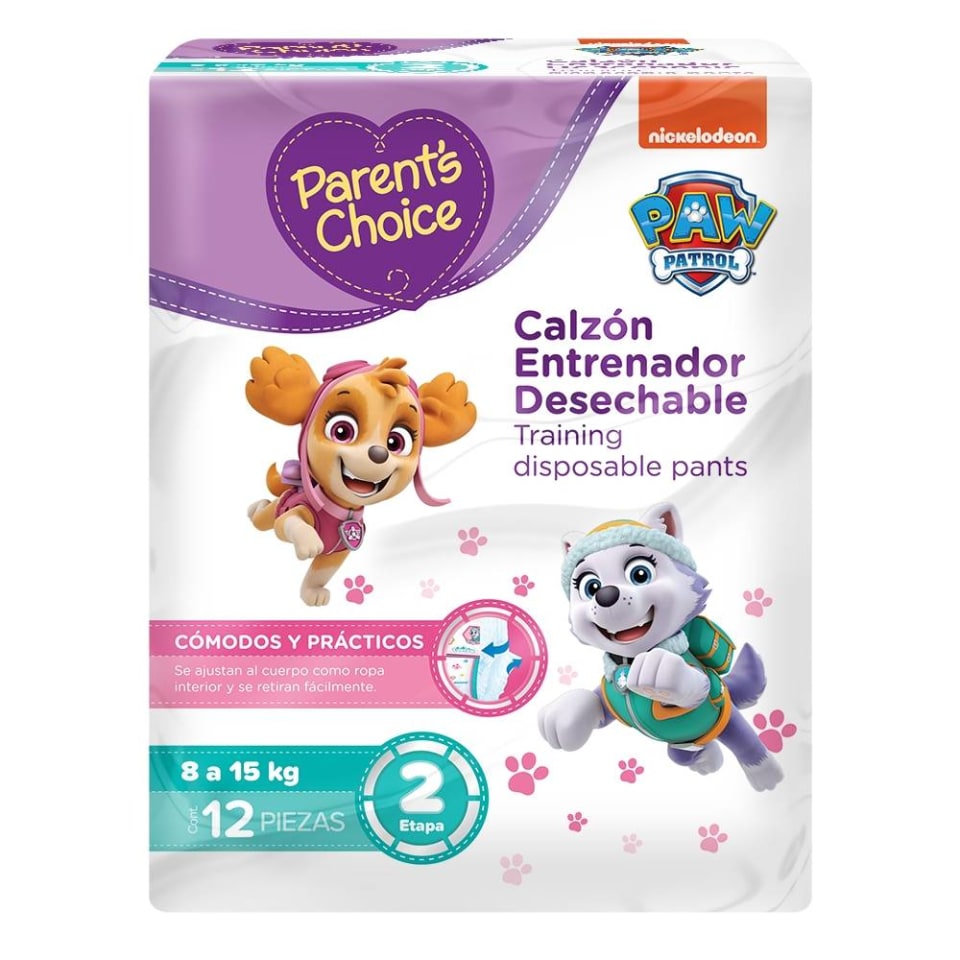 nickelodeon
Parent's
Choice
PAW
PATROL
Calzón
Entrenador
Desechable
Training
disposable pants
CÓMODOS Y PRÁCTICOS
Se ajustan al cuerpo como ropa
interior y se retiran fácilmente.
8 a 15 kg
Cont. 12 PIEZAS
2
Etapa